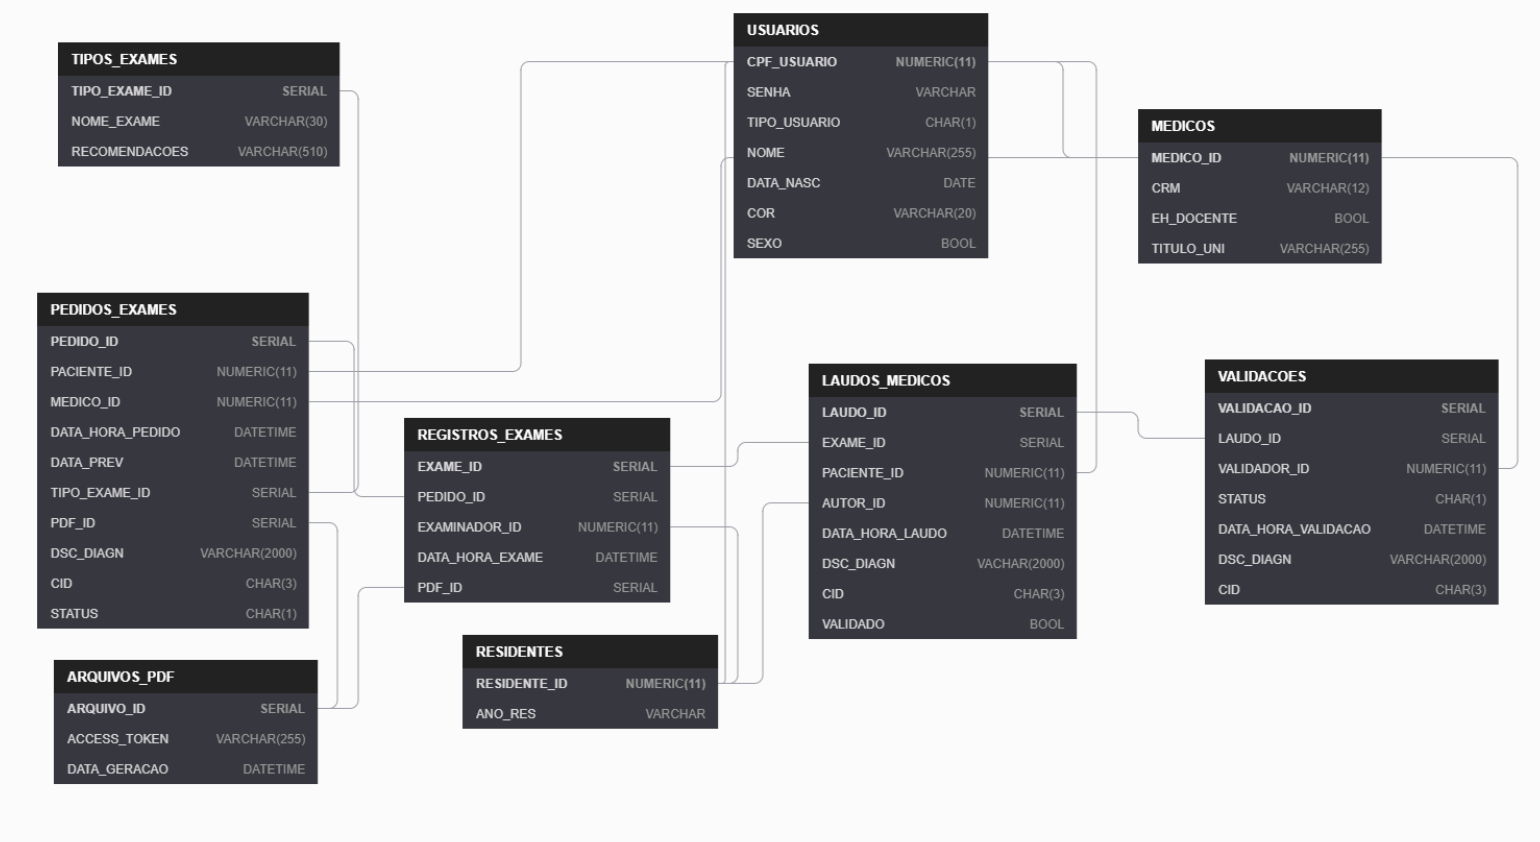 TIPOS_EXAMES
TIPO_EXAME_ID SERIAL
NOME_EXAME VARCHAR(30)
RECOMENDACOES VARCHAR(510)
USUARIOS
CPF_USUARIO NUMERIC(11)
SENHA VARCHAR
TIPO_USUARIO CHAR(1)
NOME VARCHAR(255)
DATA_NASC DATE
COR VARCHAR(20)
SEXO BOOL
MEDICOS
MEDICO_ID NUMERIC(11)
CRM VARCHAR(12)
EH_DOCENTE BOOL
TITULO_UNI VARCHAR(255)
PEDIDOS_EXAMES
PEDIDO_ID SERIAL
PACIENTE_ID NUMERIC(11)
MEDICO_ID NUMERIC(11)
DATA_HORA_PEDIDO DATETIME
DATA_PREV DATETIME
TIPO_EXAME_ID SERIAL
PDF_ID SERIAL
DSC_DIAGN VARCHAR(2000)
CID CHAR(3)
STATUS CHAR(1)
REGISTROS_EXAMES
EXAME_ID SERIAL
PEDIDO_ID SERIAL
EXAMINADOR_ID NUMERIC(11)
DATA_HORA_EXAME DATETIME
PDF_ID SERIAL
LAUDOS_MEDICOS
LAUDO_ID SERIAL
EXAME_ID SERIAL
PACIENTE_ID NUMERIC(11)
AUTOR_ID NUMERIC(11)
DATA_HORA_LAUDO DATETIME
DSC_DIAGN VACHAR(2000)
CID CHAR(3)
VALIDADO BOOL
VALIDACOES
VALIDACAO_ID SERIAL
LAUDO_ID SERIAL
VALIDADOR_ID NUMERIC(11)
STATUS CHAR(1)
DATA_HORA_VALIDACAO DATETIME
DSC_DIAGN VARCHAR(2000)
CID CHAR(3)
ARQUIVOS_PDF
ARQUIVO_ID SERIAL
ACCESS_TOKEN VARCHAR(255)
DATA_GERACAO DATETIME
RESIDENTES
RESIDENTE_ID NUMERIC(11)
ANO_RES VARCHAR